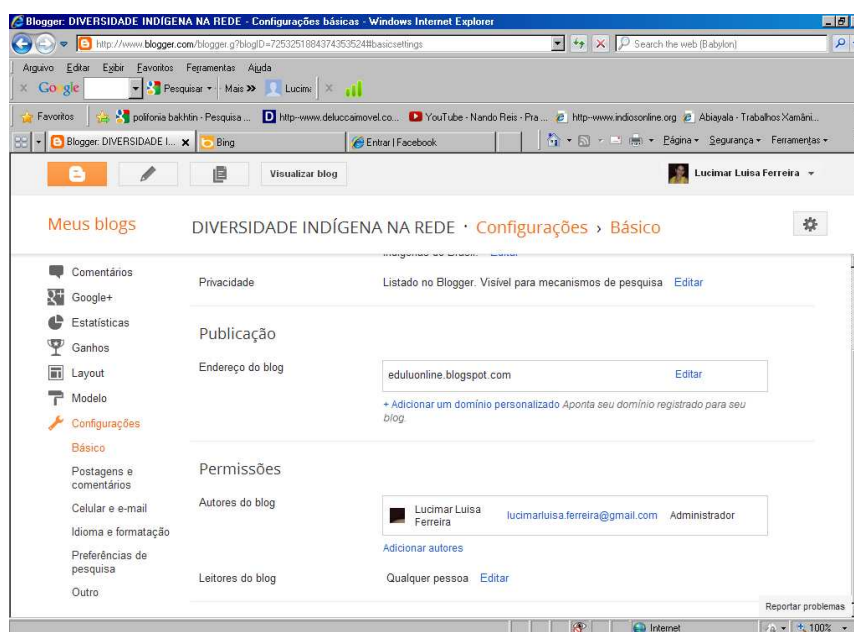 Blogger: DIVERSIDADE INDÍGENA NA REDE - Configurações básicas - Windows Internet Explorer
http://www.blogger.com/blogger.g?blogID=7253251884374353524#basicsettings
Search the web (Babylon)
Arquivo Editar Exibir Favoritos Ferramentas Ajuda
Google Pesquisar Mais >> Lucima
Favoritos polifonia bakhtin - Pesquisa ... http--www.deluccaimovel.co... YouTube - Nando Reis - Pra ... http--www.indiosonline.org Abiayala - Trabalhos Xamâni...
Blogger: DIVERSIDADE I... X Bing Entrar | Facebook Página Segurança Ferramentas
Visualizar blog Lucimar Luisa Ferreira
Meus blogs DIVERSIDADE INDÍGENA NA REDE · Configurações › Básico
Comentários
Google+
Estatísticas
Ganhos
Layout
Modelo
Configurações
Básico
Postagens e
comentários
Celular e e-mail
Idioma e formatação
Preferências de
pesquisa
Outro
Privacidade Listado no Blogger. Visível para mecanismos de pesquisa Editar
Publicação
Endereço do blog eduluonline.blogspot.com Editar
+ Adicionar um domínio personalizado Aponta seu domínio registrado para seu
blog.
Permissões
Autores do blog Lucimar Luisa
Ferreira lucimarluisa.ferreira@gmail.com Administrador
Adicionar autores
Leitores do blog Qualquer pessoa Editar
Reportar problemas
Internet 100%